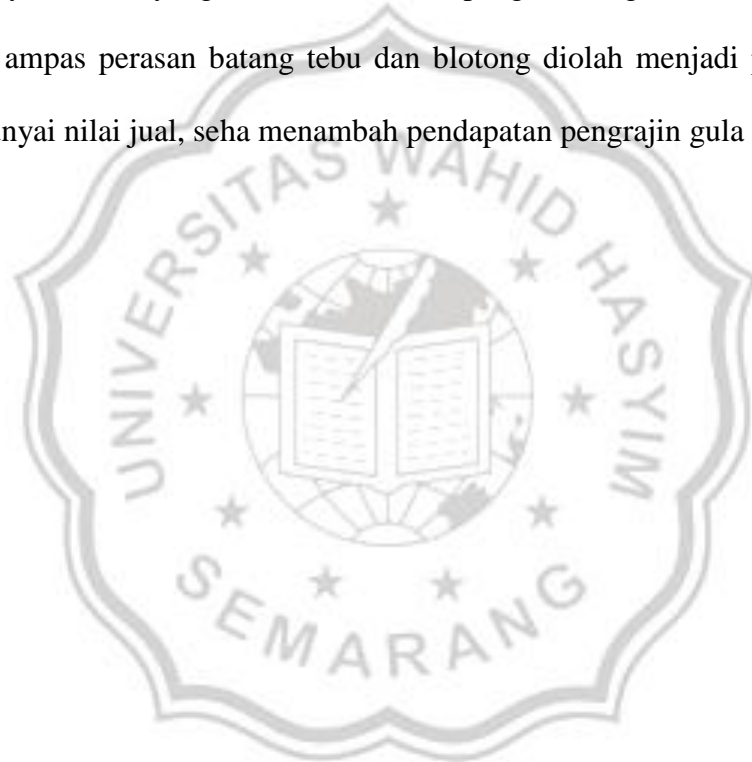 ampas perasan batang tebu dan blotong diolah menjadi
nyai nilai jual, seha menambah pendapatan pengrajin gula
UNIVERSITAS WAHID HASYIM
SEMARANG